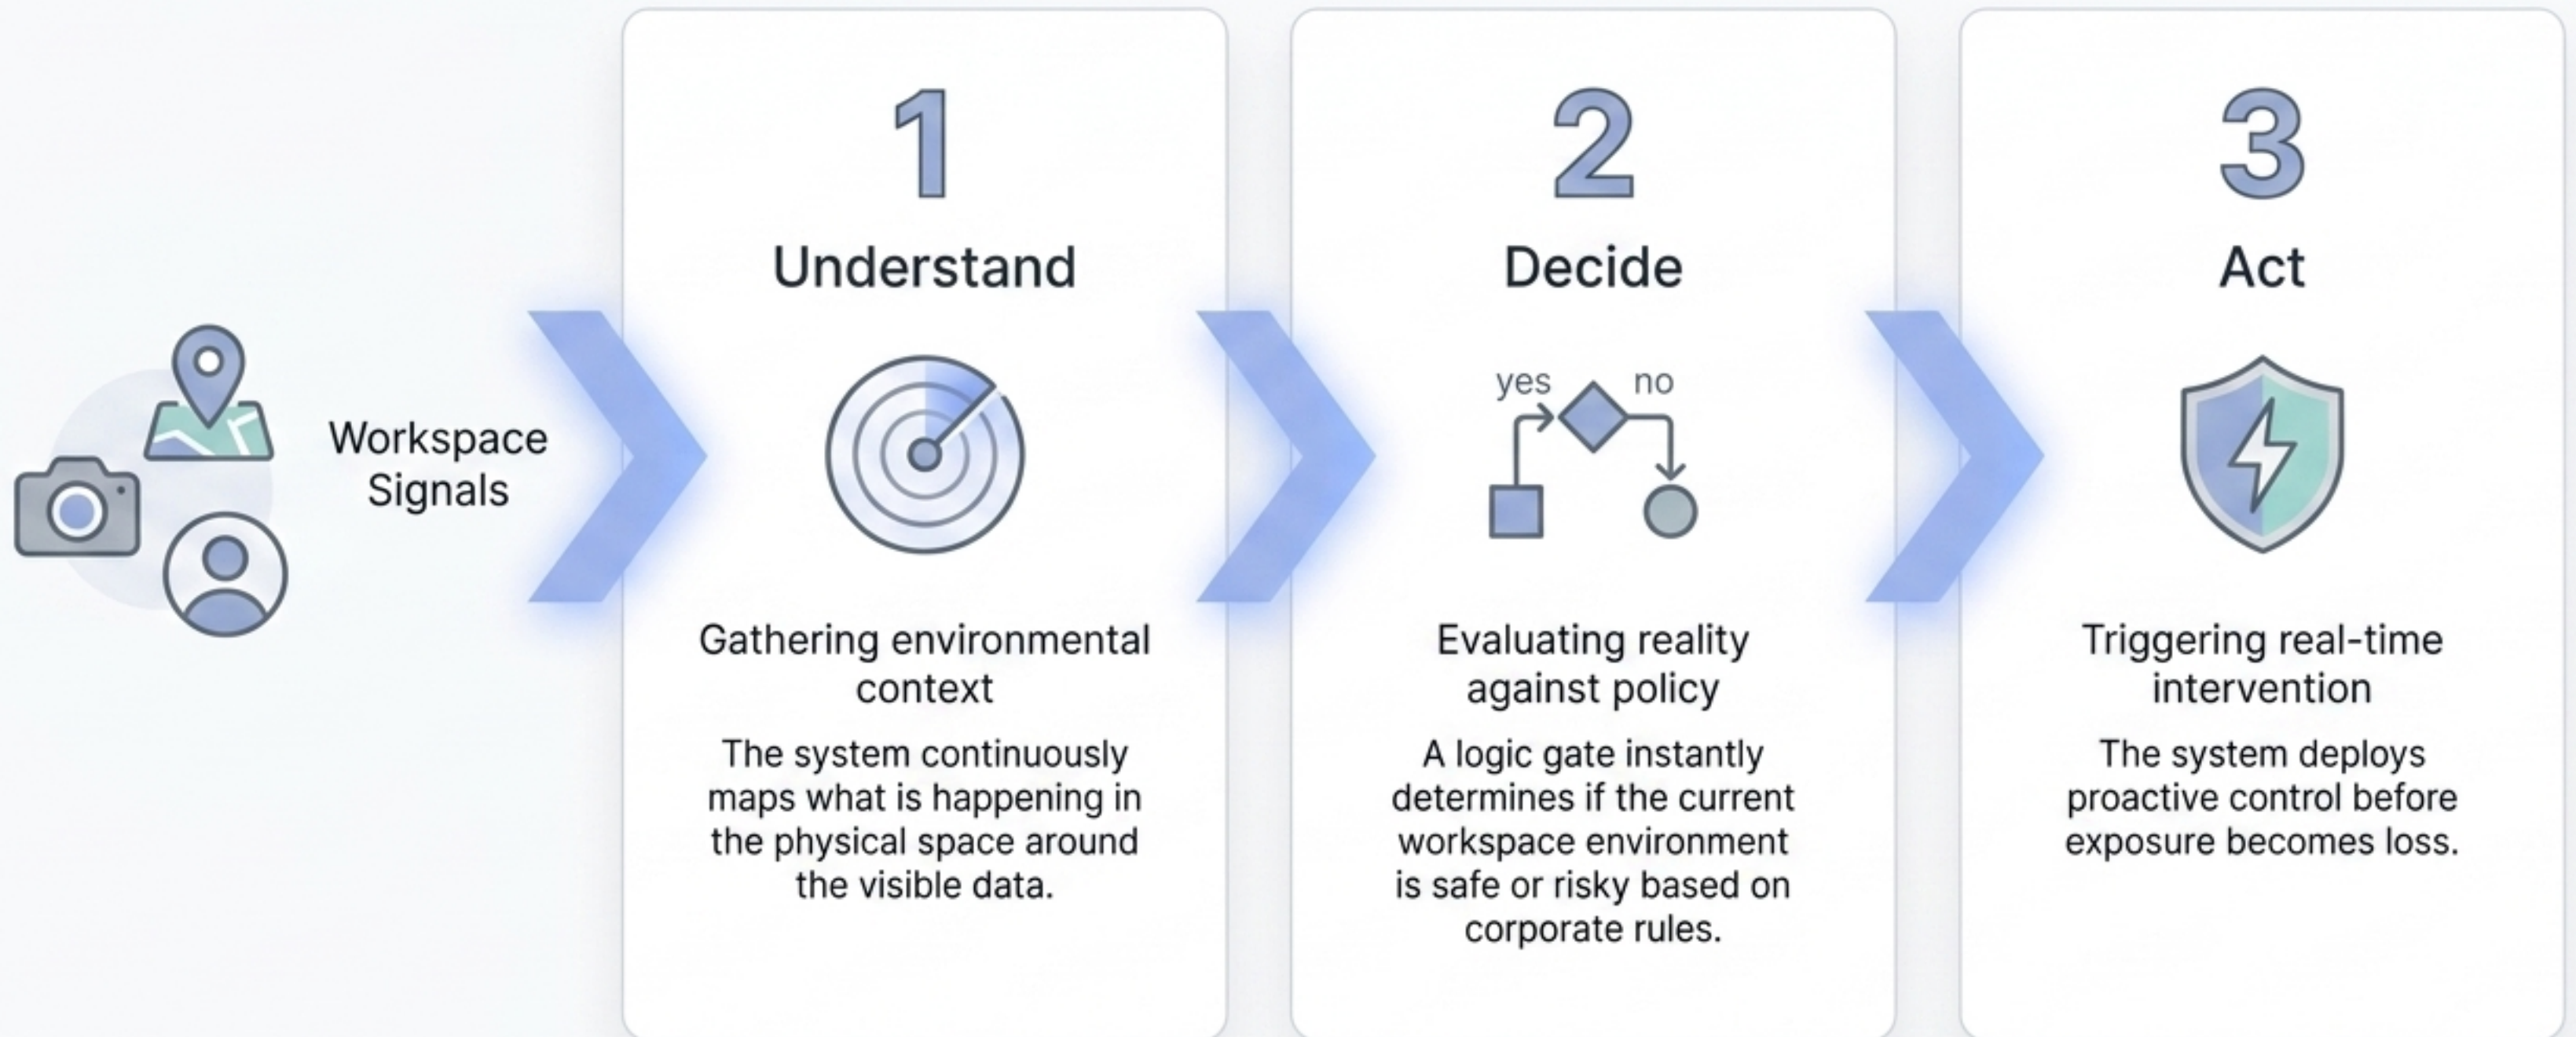 Workspace
Signals
1
Understand
Gathering environmental
context
The system continuously
maps what is happening in
the physical space around
the visible data.
2
Decide
yes
no
Evaluating reality
against policy
A logic gate instantly
determines if the current
workspace environment
is safe or risky based on
corporate rules.
3
Act
Triggering real-time
intervention
The system deploys
proactive control before
exposure becomes loss.